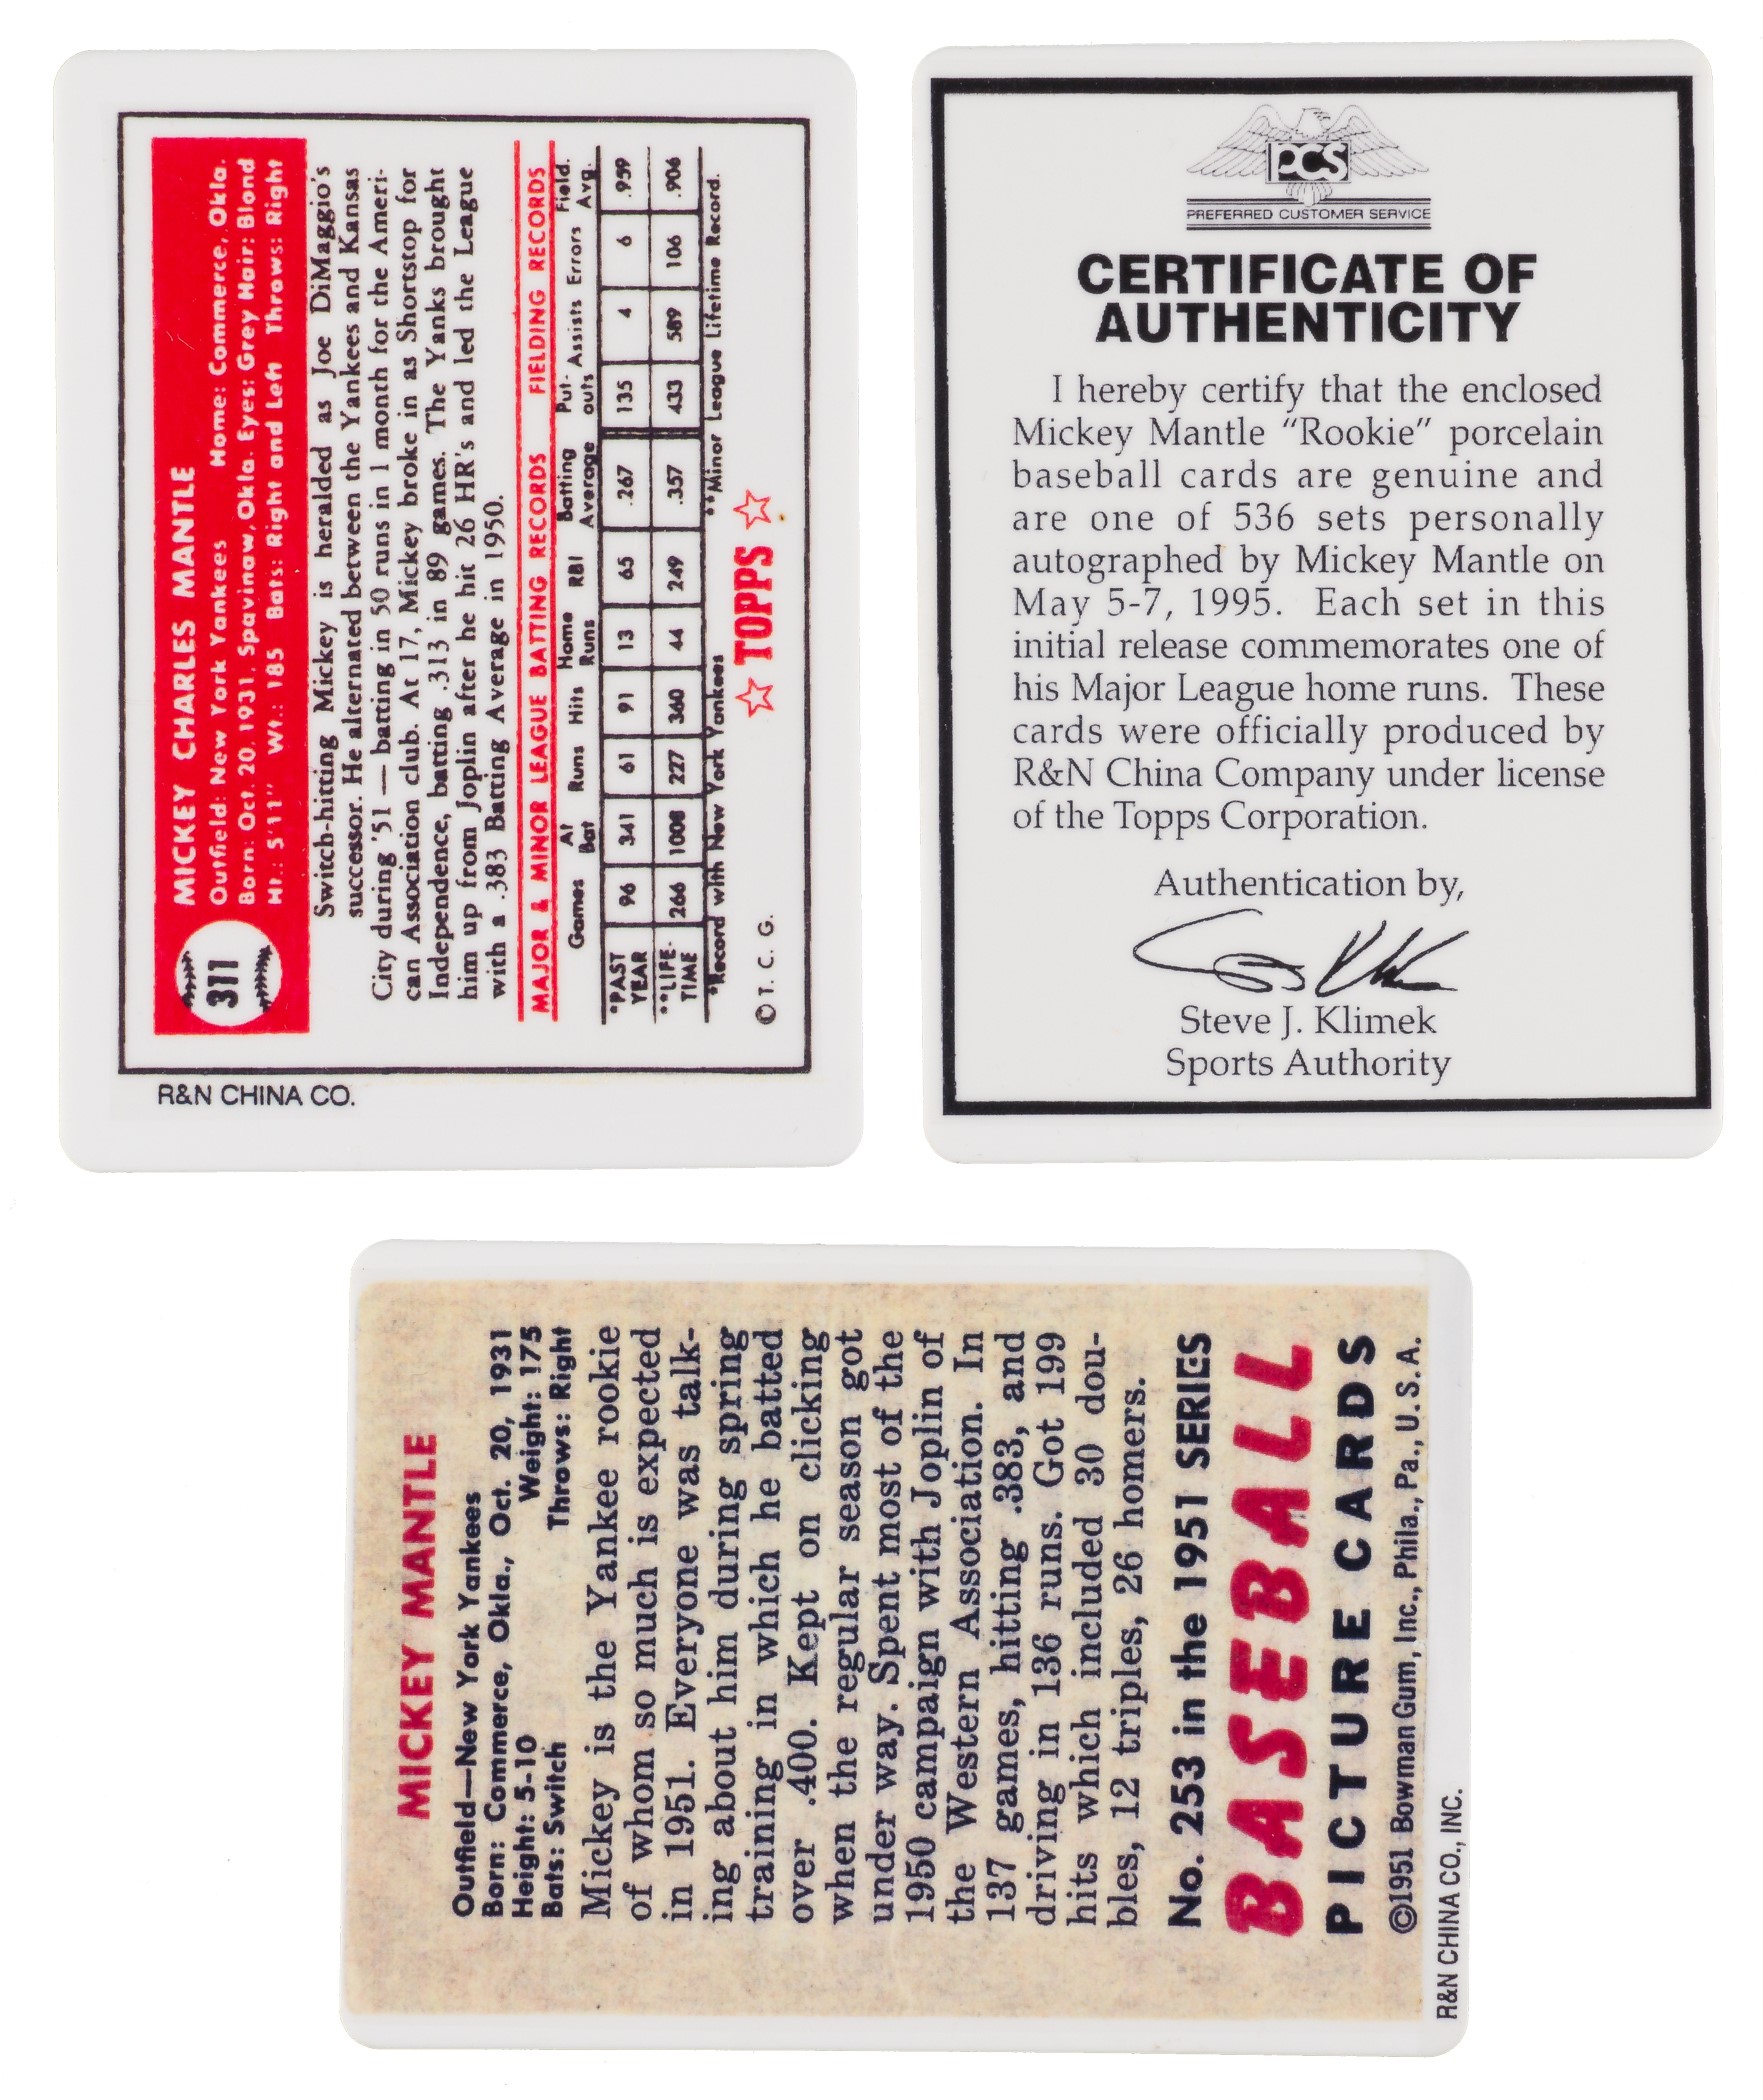 MICKEY CHARLES MANTLE
Outfield: New York Yankees Home: Commerce, Okla.
Born: Oct. 20, 1931, Spavinaw, Okla. Eyes: Grey Hair: Blond
Ht.: 5'11" Wt.: 185 Bats: Right and Left Throws: Right
311
Switch-hitting Mickey is heralded as Joe DiMaggio's
successor. He alternated between the Yankees and Kansas
City during '51 — batting in 50 runs in 1 month for the Ameri-
can Association club. At 17, Mickey broke in as Shortstop for
Independence, batting .313 in 89 games. The Yanks brought
him up from Joplin after he hit 26 HR's and led the League
with a .383 Batting Average in 1950.
MAJOR & MINOR LEAGUE BATTING RECORDS FIELDING RECORDS
Games At Bat Runs Hits Home Runs RBI Batting Average Put-outs Assists Errors Field. Avg.
*PAST YEAR 96 341 61 91 13 65 .267 135 4 6 .959
**LIFE-TIME 266 1008 227 360 44 249 .357 433 589 106 .906
*Record with New York Yankees **Minor League Lifetime Record.
☆ TOPPS ☆
© T. C. G.
R&N CHINA CO.
PCS
PREFERRED CUSTOMER SERVICE
CERTIFICATE OF
AUTHENTICITY
I hereby certify that the enclosed
Mickey Mantle “Rookie” porcelain
baseball cards are genuine and
are one of 536 sets personally
autographed by Mickey Mantle on
May 5-7, 1995. Each set in this
initial release commemorates one of
his Major League home runs. These
cards were officially produced by
R&N China Company under license
of the Topps Corporation.
Authentication by,
Steve J. Klimek
Sports Authority
MICKEY MANTLE
Outfield—New York Yankees
Born: Commerce, Okla., Oct. 20, 1931
Height: 5-10 Weight: 175
Bats: Switch Throws: Right
Mickey is the Yankee rookie
of whom so much is expected
in 1951. Everyone was talk-
ing about him during spring
training in which he batted
over .400. Kept on clicking
when the regular season got
under way. Spent most of the
1950 campaign with Joplin of
the Western Association. In
137 games, hitting .383, and
driving in 136 runs. Got 199
hits which included 30 dou-
bles, 12 triples, 26 homers.
No. 253 in the 1951 SERIES
BASEBALL
PICTURE CARDS
©1951 Bowman Gum, Inc., Phila., Pa., U.S.A.
R&N CHINA CO., INC.